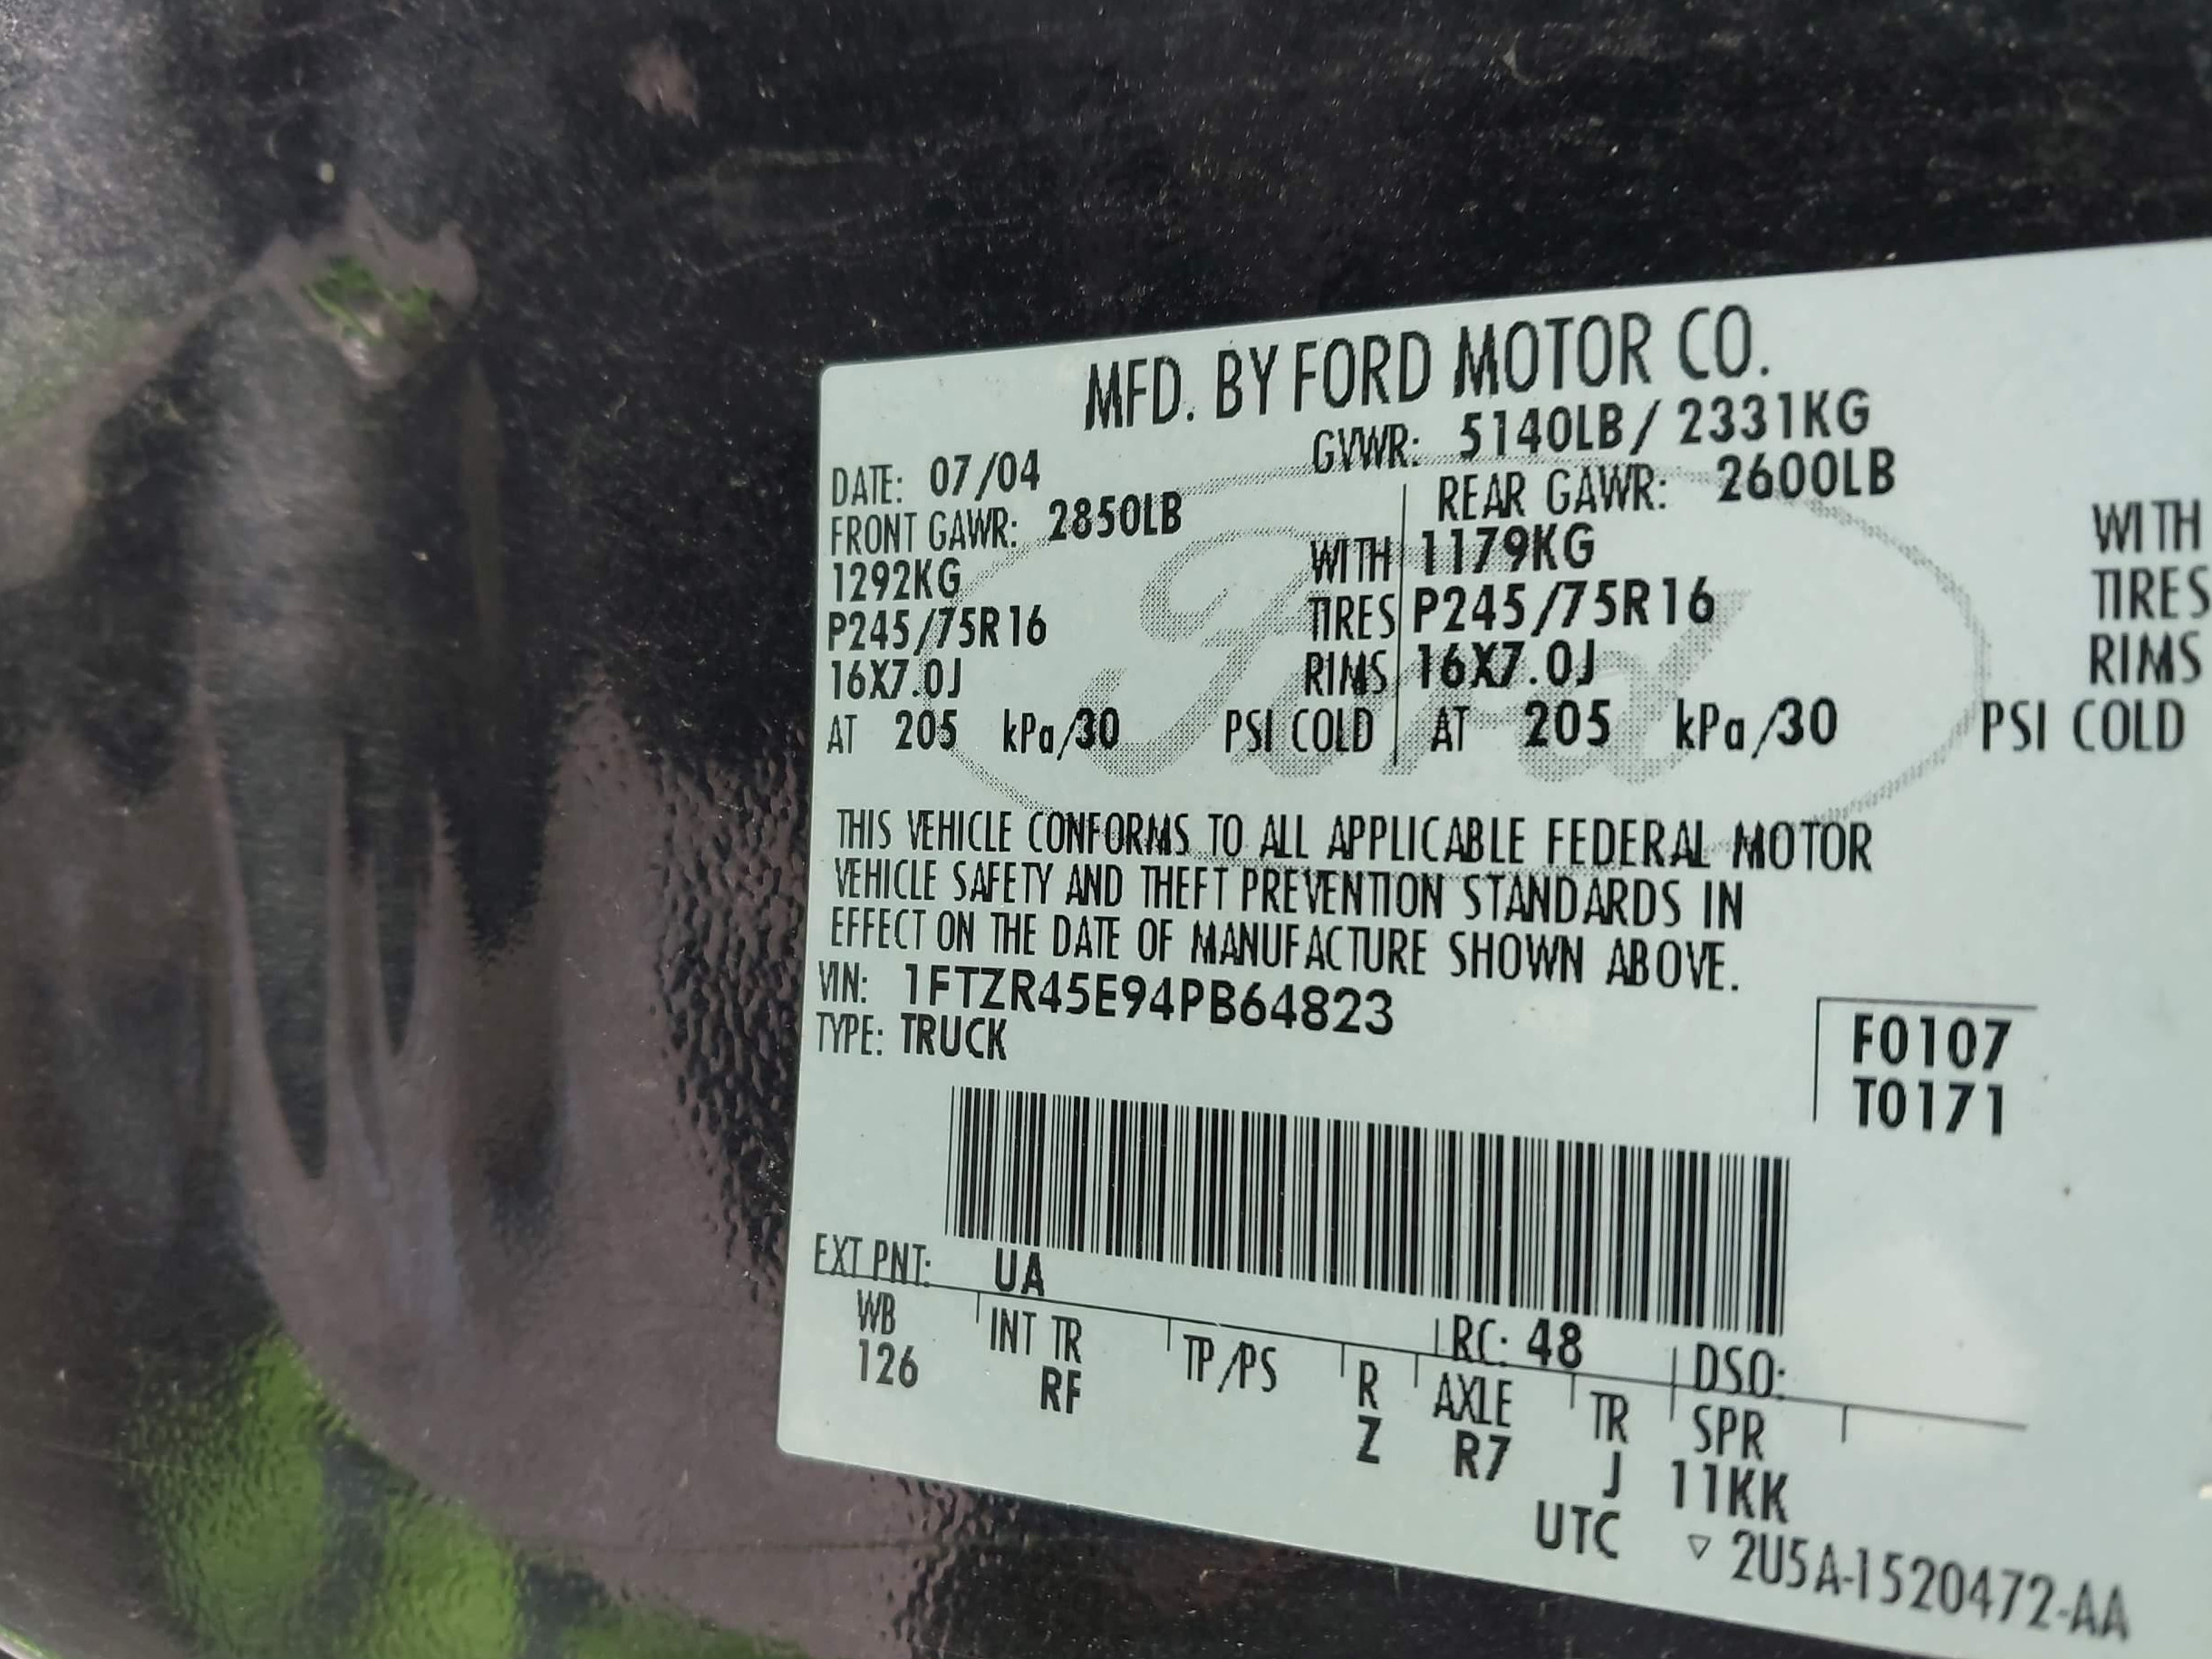 MFD. BY FORD MOTOR CO.
DATE: 07/04 GVWR: 5140LB/ 2331KG
FRONT GAWR: 2850LB REAR GAWR: 2600LB
1292KG WITH 1179KG WITH
P245/75R16 TIRES P245/75R16 TIRES
16X7.0J RIMS 16X7.0J RIMS
AT 205 kPa/30 PSI COLD AT 205 kPa/30 PSI COLD
Ford
THIS VEHICLE CONFORMS TO ALL APPLICABLE FEDERAL MOTOR
VEHICLE SAFETY AND THEFT PREVENTION STANDARDS IN
EFFECT ON THE DATE OF MANUFACTURE SHOWN ABOVE.
VIN: 1FTZR45E94PB64823
TYPE: TRUCK
F0107
T0171
EXT PNT: UA RC: 48 DSO:
WB INT TR TP/PS R AXLE TR SPR
126 RF Z R7 J 11KK
UTC ▽ 2U5A-1520472-AA